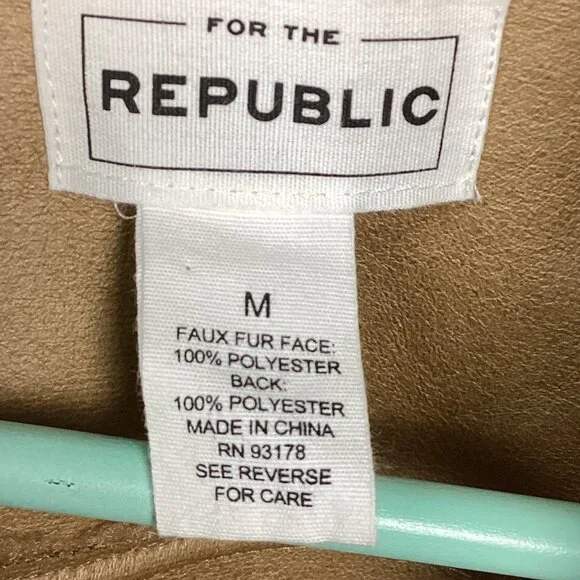 FOR THE
REPUBLIC
M
FAUX FUR FACE:
100% POLYESTER
BACK:
100% POLYESTER
MADE IN CHINA
RN 93178
SEE REVERSE
FOR CARE